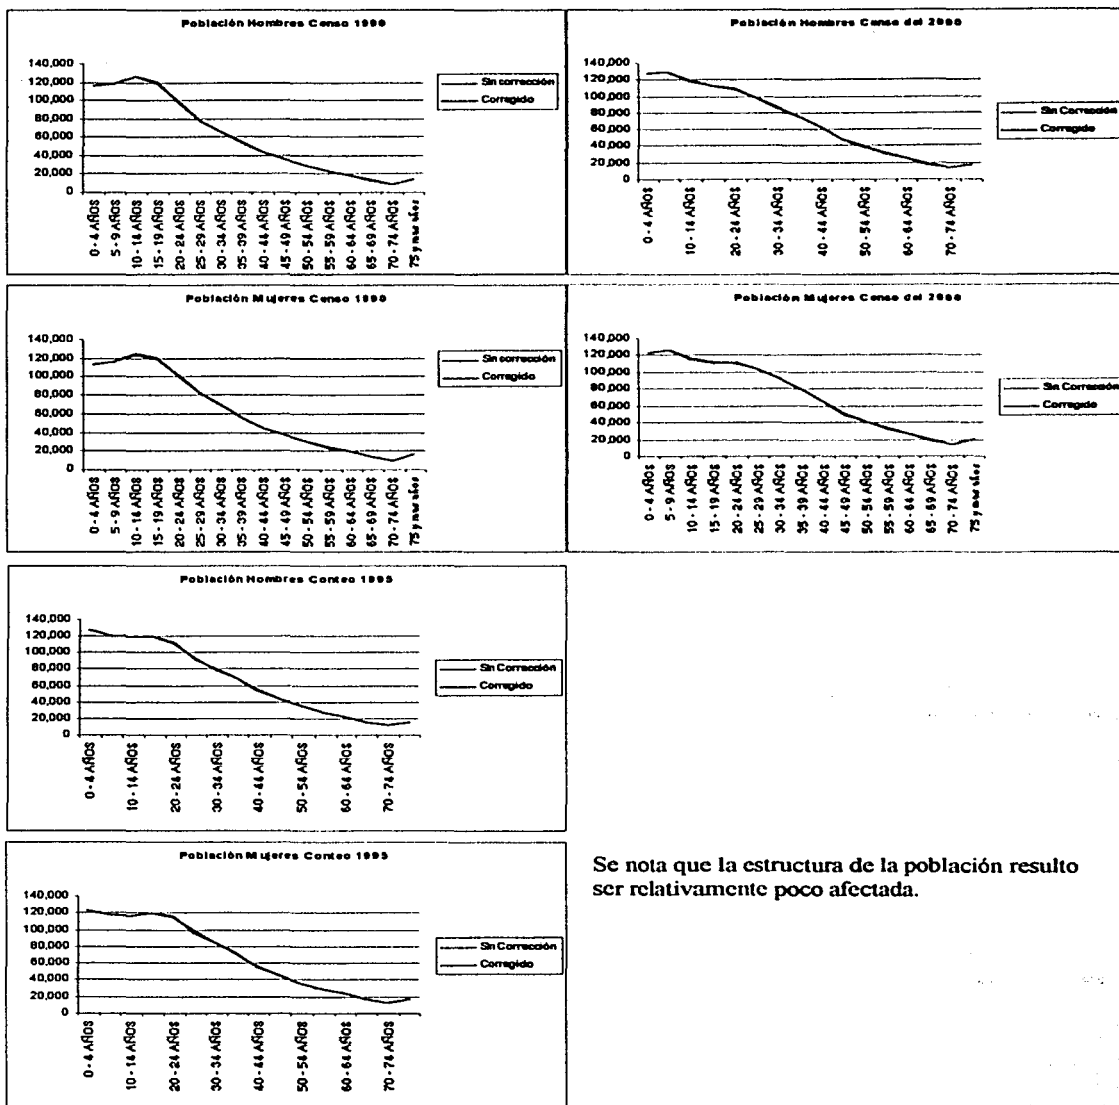 Población Hombres Censo 1990
140,000
120,000
100,000
80,000
60,000
40,000
20,000
0
0 - 4 AÑOS
5 - 9 AÑOS
10 - 14 AÑOS
15 - 19 AÑOS
20 - 24 AÑOS
25 - 29 AÑOS
30 - 34 AÑOS
35 - 39 AÑOS
40 - 44 AÑOS
45 - 49 AÑOS
50 - 54 AÑOS
55 - 59 AÑOS
60 - 64 AÑOS
65 - 69 AÑOS
70 - 74 AÑOS
75 y mas años
Sin corrección
Corregido
Población Hombres Censo del 2000
140,000
120,000
100,000
80,000
60,000
40,000
20,000
0
0 - 4 AÑOS
10 - 14 AÑOS
20 - 24 AÑOS
30 - 34 AÑOS
40 - 44 AÑOS
50 - 54 AÑOS
60 - 64 AÑOS
70 - 74 AÑOS
Sin Corrección
Corregido
Población Mujeres Censo 1990
140,000
120,000
100,000
80,000
60,000
40,000
20,000
0
0 - 4 AÑOS
5 - 9 AÑOS
10 - 14 AÑOS
15 - 19 AÑOS
20 - 24 AÑOS
25 - 29 AÑOS
30 - 34 AÑOS
35 - 39 AÑOS
40 - 44 AÑOS
45 - 49 AÑOS
50 - 54 AÑOS
55 - 59 AÑOS
60 - 64 AÑOS
65 - 69 AÑOS
70 - 74 AÑOS
75 y mas años
Sin corrección
Corregido
Población Mujeres Censo del 2000
140,000
120,000
100,000
80,000
60,000
40,000
20,000
0
0 - 4 AÑOS
5 - 9 AÑOS
10 - 14 AÑOS
15 - 19 AÑOS
20 - 24 AÑOS
25 - 29 AÑOS
30 - 34 AÑOS
35 - 39 AÑOS
40 - 44 AÑOS
45 - 49 AÑOS
50 - 54 AÑOS
55 - 59 AÑOS
60 - 64 AÑOS
65 - 69 AÑOS
70 - 74 AÑOS
75 y mas años
Sin Corrección
Corregido
Población Hombres Conteo 1995
140,000
120,000
100,000
80,000
60,000
40,000
20,000
0
0 - 4 AÑOS
10 - 14 AÑOS
20 - 24 AÑOS
30 - 34 AÑOS
40 - 44 AÑOS
50 - 54 AÑOS
60 - 64 AÑOS
70 - 74 AÑOS
Sin Corrección
Corregido
Población Mujeres Conteo 1995
140,000
120,000
100,000
80,000
60,000
40,000
20,000
0
0 - 4 AÑOS
10 - 14 AÑOS
20 - 24 AÑOS
30 - 34 AÑOS
40 - 44 AÑOS
50 - 54 AÑOS
60 - 64 AÑOS
70 - 74 AÑOS
Sin Corrección
Corregido
Se nota que la estructura de la población resulto
ser relativamente poco afectada.